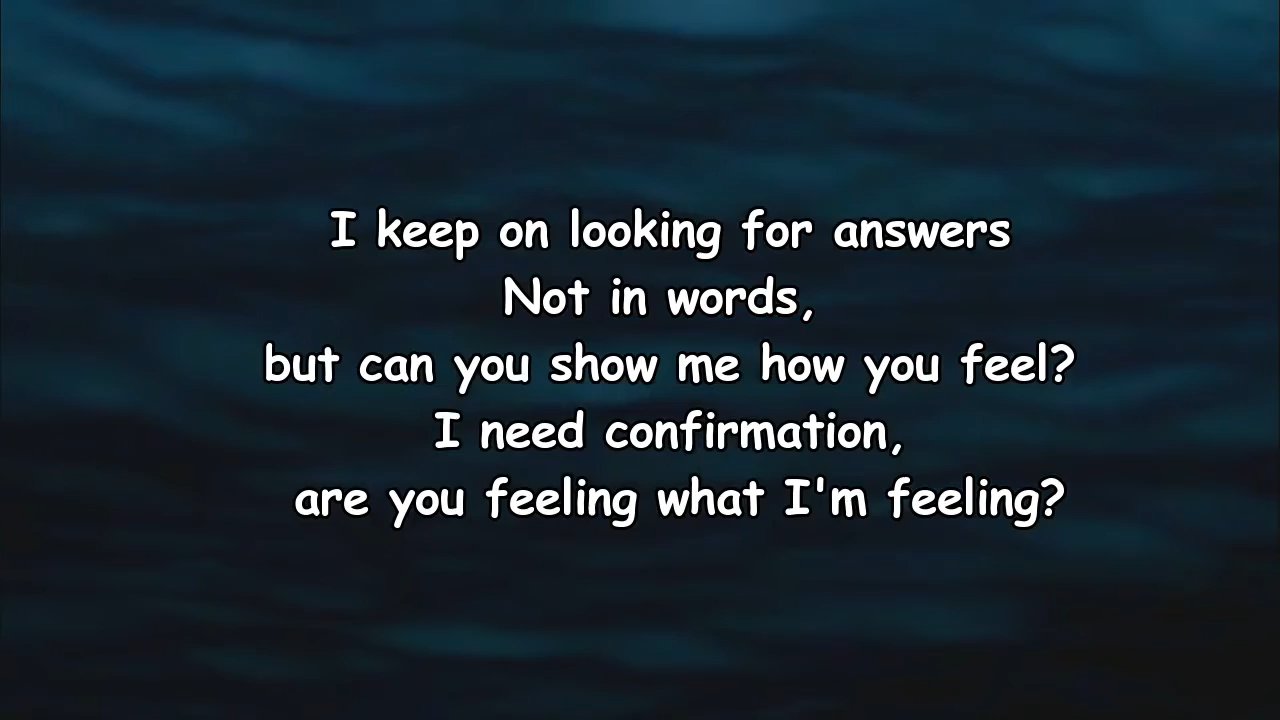 I keep on looking for answers
Not in words,
but can you show me how you feel?
I need confirmation,
are you feeling what I'm feeling?